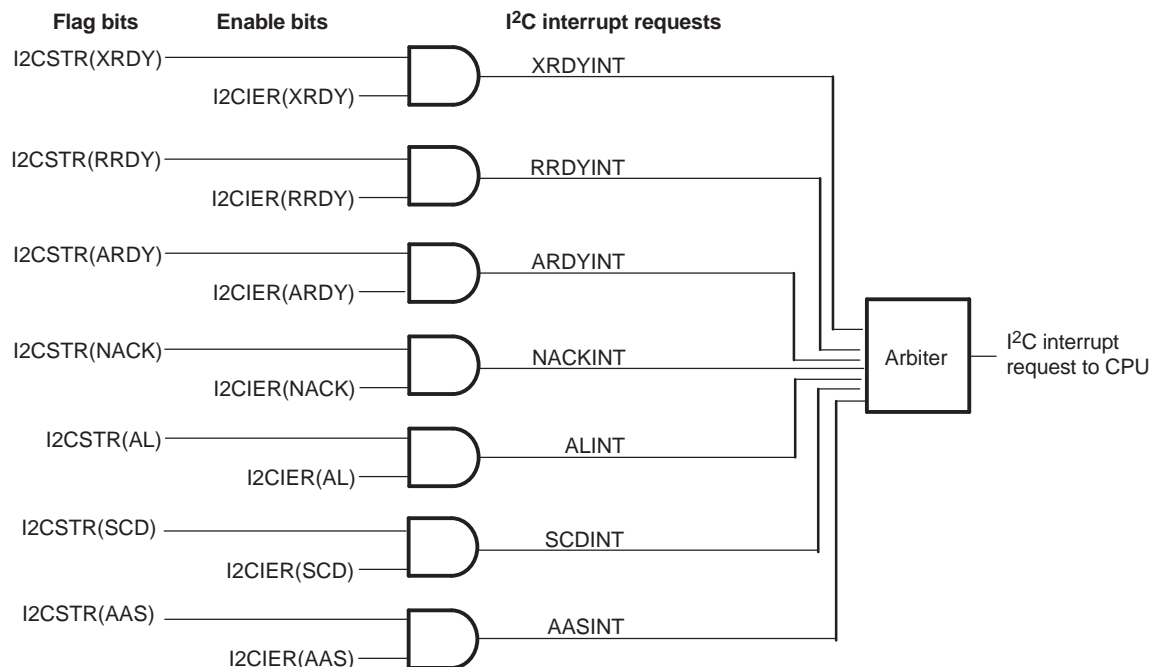 Flag bits Enable bits I²C interrupt requests
I2CSTR(XRDY)
XRDYINT
I2CIER(XRDY)
I2CSTR(RRDY)
RRDYINT
I2CIER(RRDY)
I2CSTR(ARDY)
ARDYINT
I2CIER(ARDY)
I2CSTR(NACK)
NACKINT
I2CIER(NACK)
Arbiter
I²C interrupt
request to CPU
I2CSTR(AL)
ALINT
I2CIER(AL)
I2CSTR(SCD)
SCDINT
I2CIER(SCD)
I2CSTR(AAS)
AASINT
I2CIER(AAS)